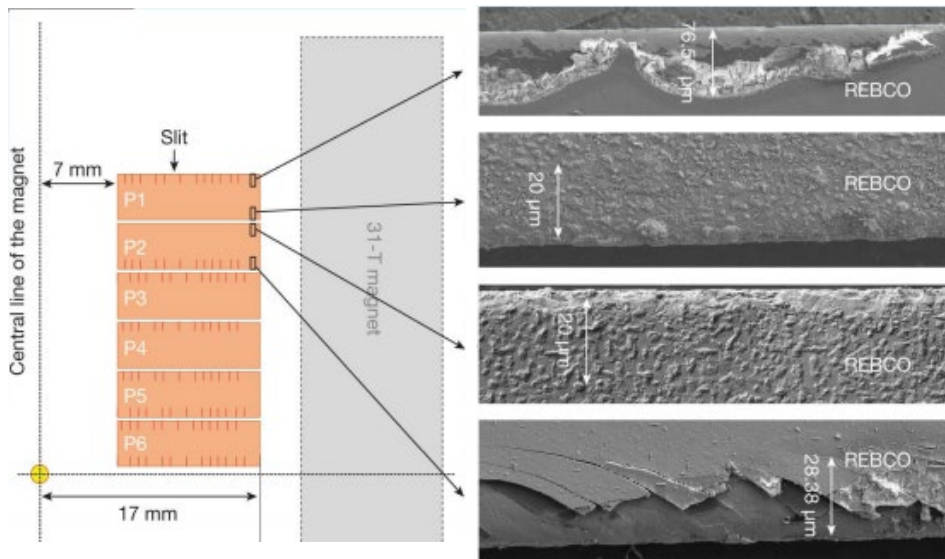 Central line of the magnet
7 mm
Slit
P1
P2
P3
P4
P5
P6
17 mm
31-T magnet
76.57 µm
REBCO
20 µm
REBCO
20 µm
REBCO
28.38 µm
REBCO